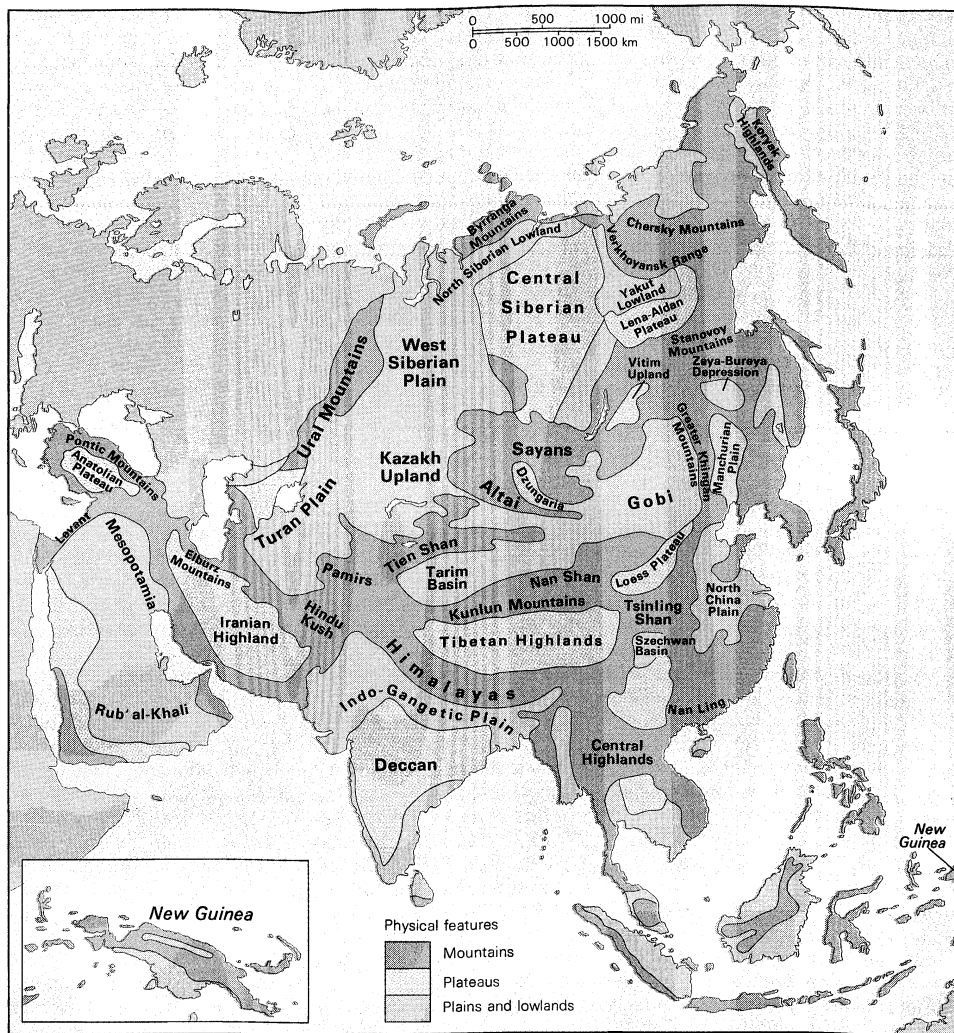 0 500 1000 mi
0 500 1000 1500 km
Koryak
Highlands
Byrranga
Mountains
North Siberian Lowland
Chersky Mountains
Verkhoyansk Range
Central
Siberian
Plateau
Yakut
Lowland
Lena-Aldan
Plateau
Stanovoy
Mountains
West
Siberian
Plain
Vitim
Upland
Zeya-Bureya
Depression
Ural Mountains
Pontic Mountains
Anatolian
Plateau
Kazakh
Upland
Sayans
Altai
Dzungaria
Gobi
Greater Khingan
Mountains
Manchurian
Plain
Levant
Mesopotamia
Turan Plain
Elburz
Mountains
Pamirs
Tien Shan
Tarim
Basin
Nan Shan
Loess Plateau
North
China
Plain
Iranian
Highland
Hindu
Kush
Kunlun Mountains
Tsinling
Shan
Tibetan Highlands
Szechwan
Basin
Himalayas
Indo-Gangetic Plain
Rub' al-Khali
Nan Ling
Deccan
Central
Highlands
New
Guinea
New Guinea
Physical features
Mountains
Plateaus
Plains and lowlands